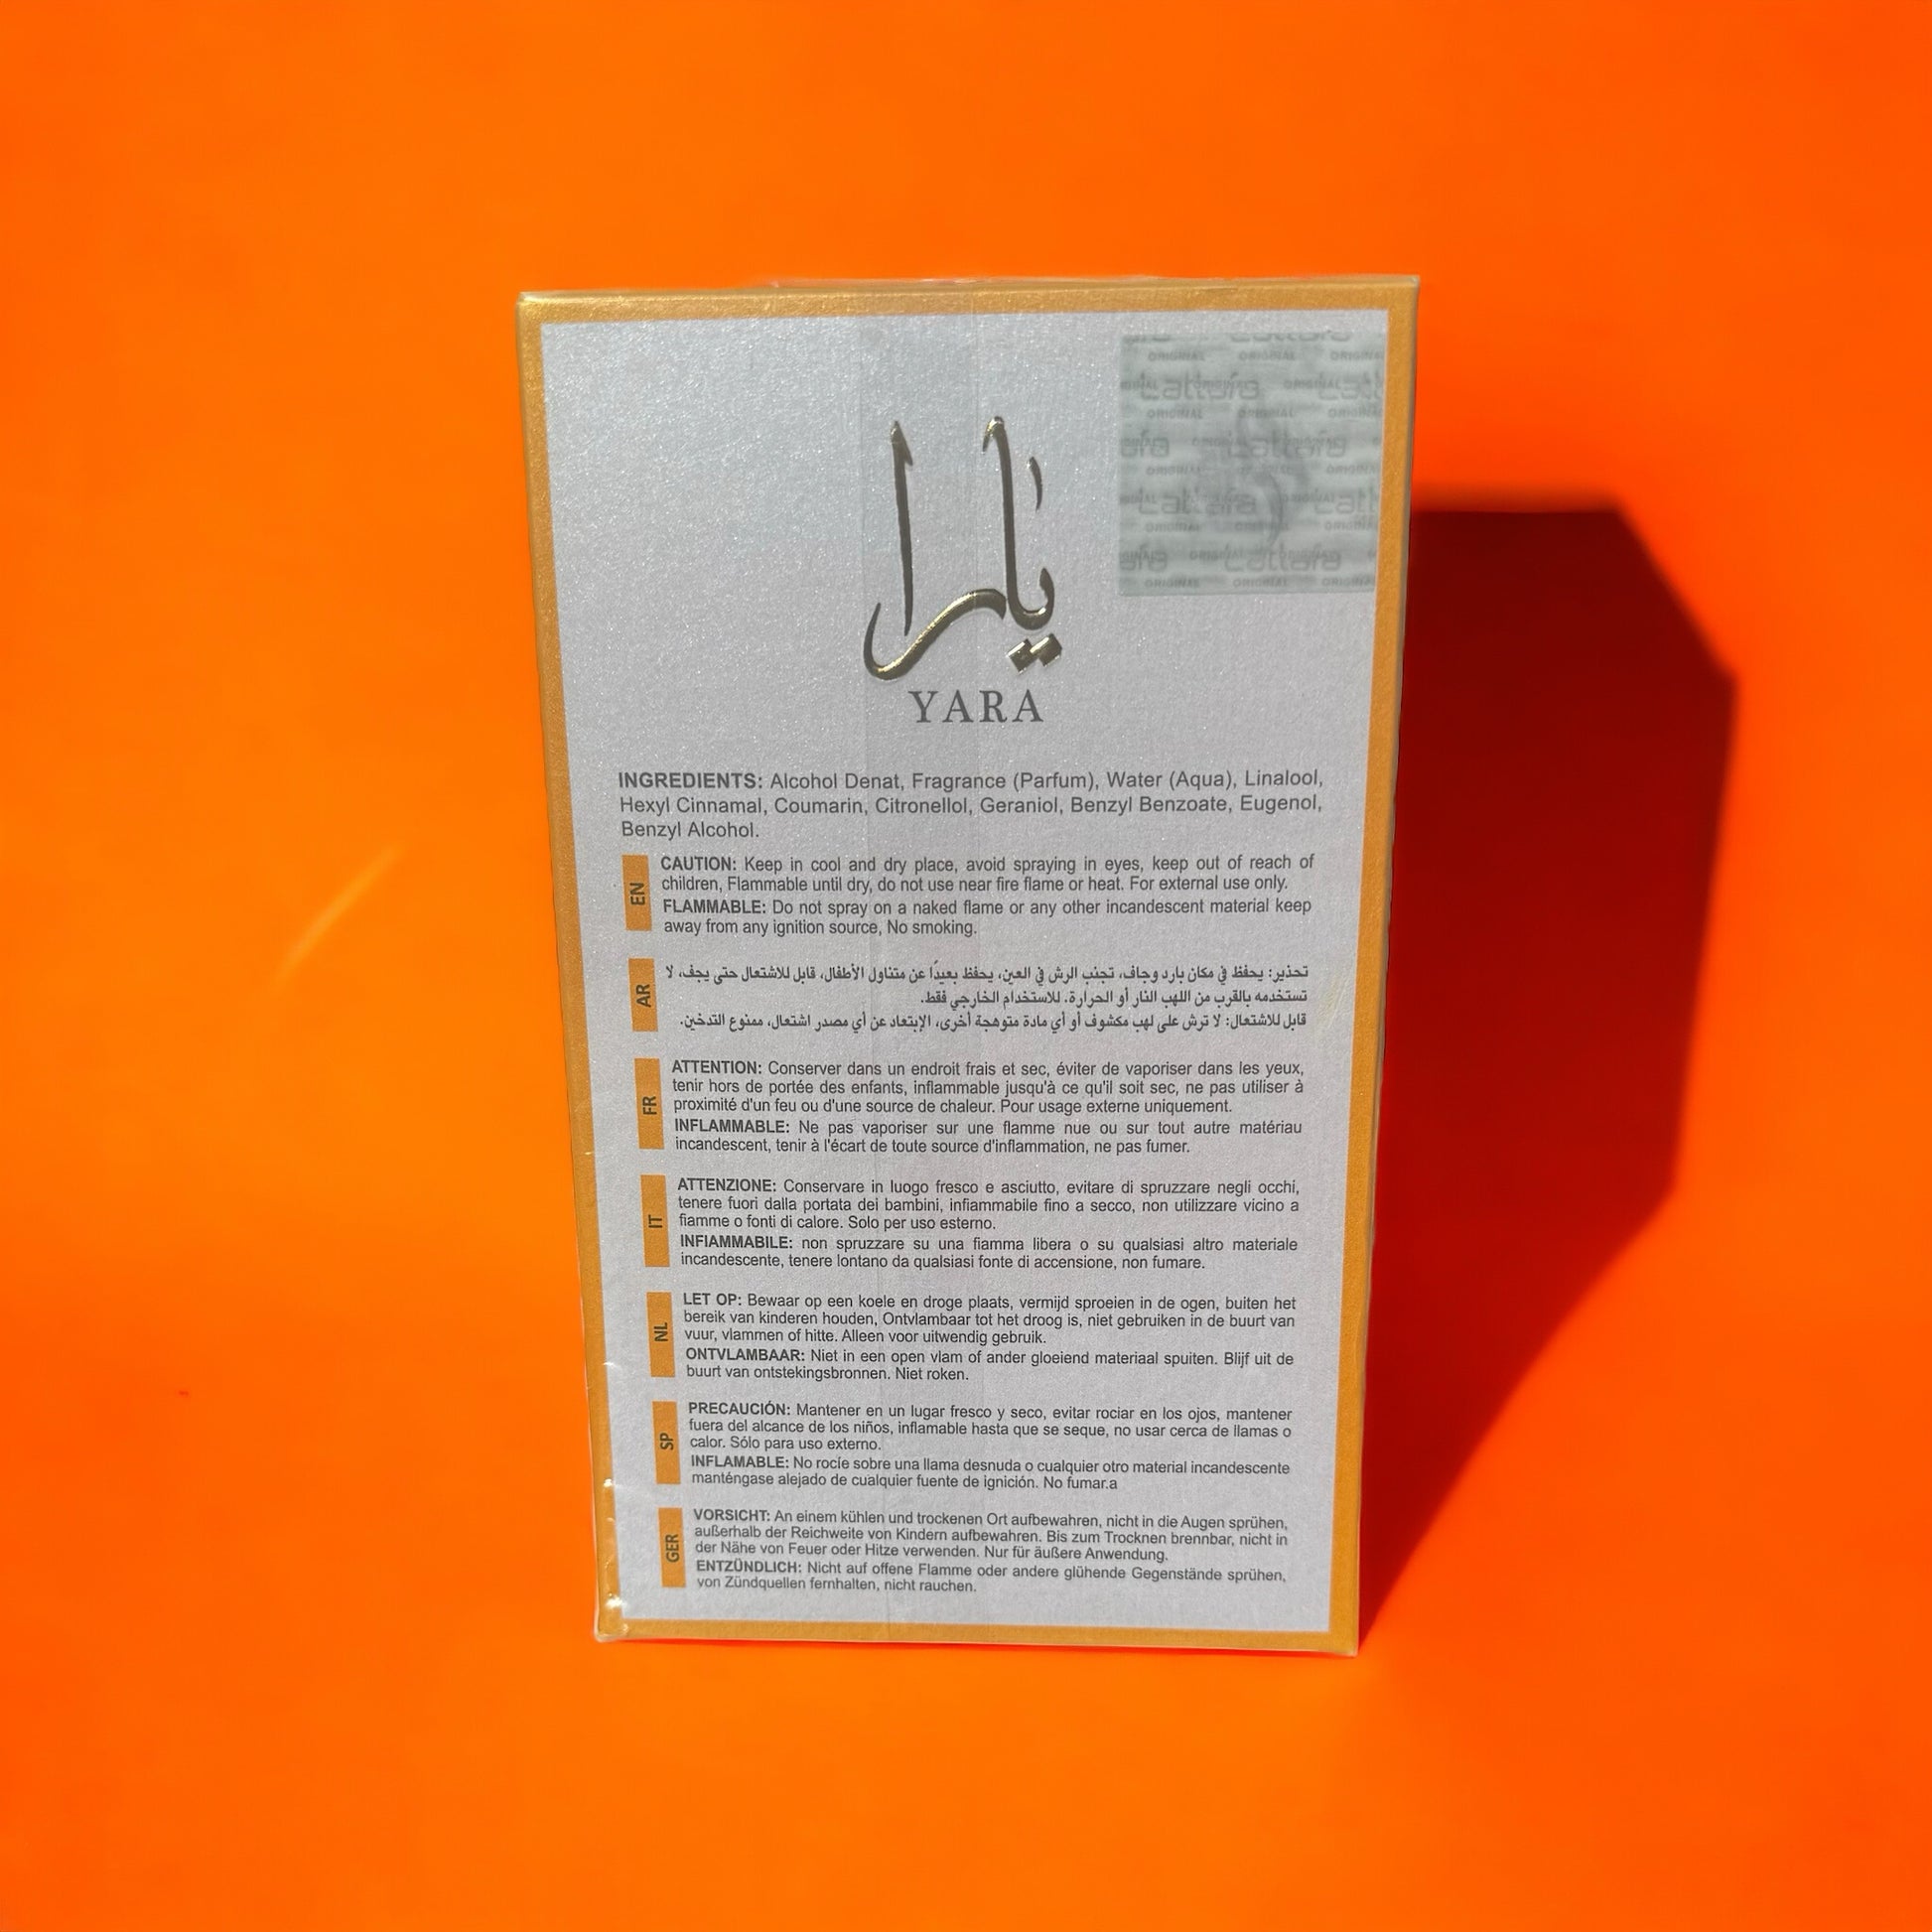 يارا
YARA
Lattafa
ORIGINAL
INGREDIENTS: Alcohol Denat, Fragrance (Parfum), Water (Aqua), Linalool,
Hexyl Cinnamal, Coumarin, Citronellol, Geraniol, Benzyl Benzoate, Eugenol,
Benzyl Alcohol.
EN
CAUTION: Keep in cool and dry place, avoid spraying in eyes, keep out of reach of
children, Flammable until dry, do not use near fire flame or heat. For external use only.
FLAMMABLE: Do not spray on a naked flame or any other incandescent material keep
away from any ignition source, No smoking.
AR
تحذير: يحفظ في مكان بارد وجاف، تجنب الرش في العين، يحفظ بعيدًا عن متناول الأطفال، قابل للاشتعال حتى يجف، لا
تستخدمه بالقرب من اللهب النار أو الحرارة. للاستخدام الخارجي فقط.
قابل للاشتعال: لا ترش على لهب مكشوف أو أي مادة متوهجة أخرى، الإبتعاد عن أي مصدر اشتعال، ممنوع التدخين.
FR
ATTENTION: Conserver dans un endroit frais et sec, éviter de vaporiser dans les yeux,
tenir hors de portée des enfants, inflammable jusqu'à ce qu'il soit sec, ne pas utiliser à
proximité d'un feu ou d'une source de chaleur. Pour usage externe uniquement.
INFLAMMABLE: Ne pas vaporiser sur une flamme nue ou sur tout autre matériau
incandescent, tenir à l'écart de toute source d'inflammation, ne pas fumer.
IT
ATTENZIONE: Conservare in luogo fresco e asciutto, evitare di spruzzare negli occhi,
tenere fuori dalla portata dei bambini, infiammabile fino a secco, non utilizzare vicino a
fiamme o fonti di calore. Solo per uso esterno.
INFIAMMABILE: non spruzzare su una fiamma libera o su qualsiasi altro materiale
incandescente, tenere lontano da qualsiasi fonte di accensione, non fumare.
NL
LET OP: Bewaar op een koele en droge plaats, vermijd sproeien in de ogen, buiten het
bereik van kinderen houden, Ontvlambaar tot het droog is, niet gebruiken in de buurt van
vuur, vlammen of hitte. Alleen voor uitwendig gebruik.
ONTVLAMBAAR: Niet in een open vlam of ander gloeiend materiaal spuiten. Blijf uit de
buurt van ontstekingsbronnen. Niet roken.
SP
PRECAUCIÓN: Mantener en un lugar fresco y seco, evitar rociar en los ojos, mantener
fuera del alcance de los niños, inflamable hasta que se seque, no usar cerca de llamas o
calor. Sólo para uso externo.
INFLAMABLE: No rocíe sobre una llama desnuda o cualquier otro material incandescente
manténgase alejado de cualquier fuente de ignición. No fumar.a
GER
VORSICHT: An einem kühlen und trockenen Ort aufbewahren, nicht in die Augen sprühen,
außerhalb der Reichweite von Kindern aufbewahren. Bis zum Trocknen brennbar, nicht in
der Nähe von Feuer oder Hitze verwenden. Nur für äußere Anwendung.
ENTZÜNDLICH: Nicht auf offene Flamme oder andere glühende Gegenstände sprühen,
von Zündquellen fernhalten, nicht rauchen.